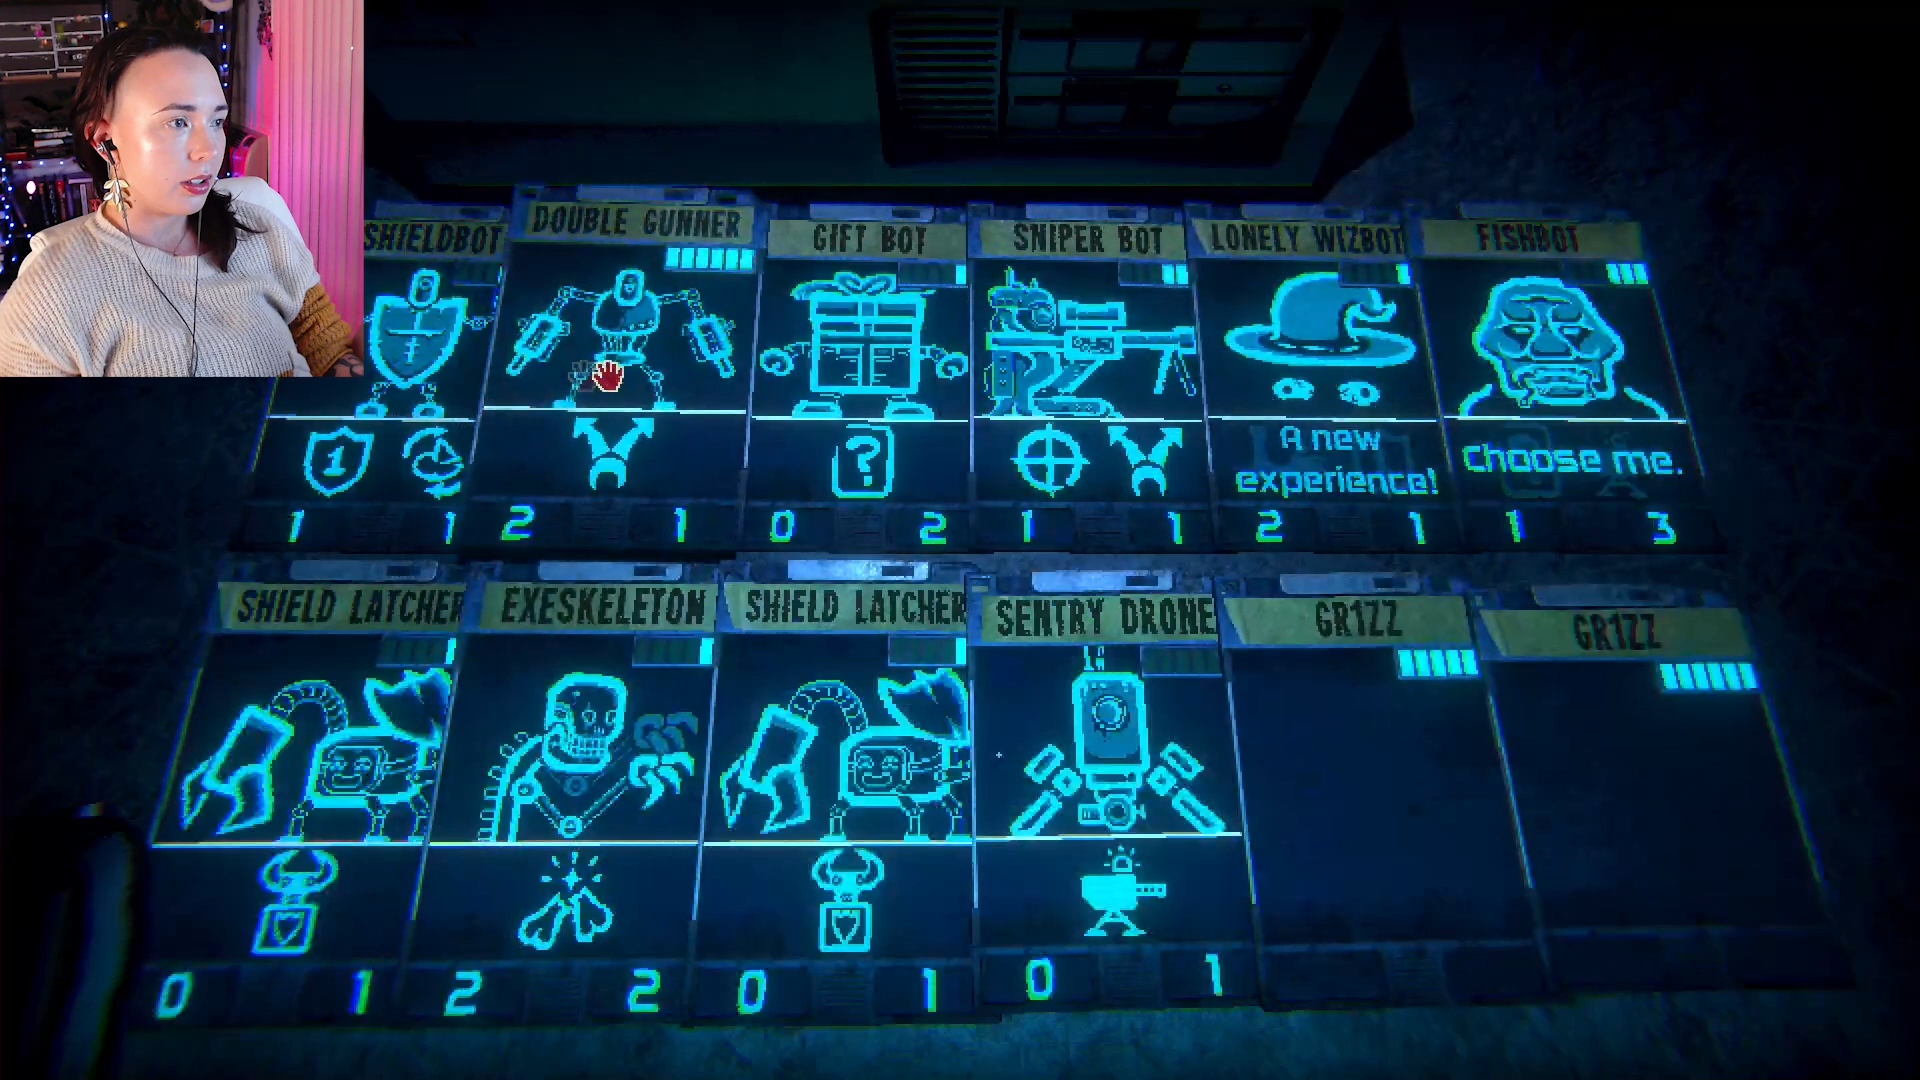 SHIELDBOT
DOUBLE GUNNER
GIFT BOT
SNIPER BOT
LONELY WIZBOT
FISHBOT
1
?
A new
experience!
Choose me.
1 1
2 1
0 2
1 1
2 1
1 3
SHIELD LATCHER
EXESKELETON
SHIELD LATCHER
SENTRY DRONE
GR1ZZ
GR1ZZ
0 1
2 2
0 1
0 1